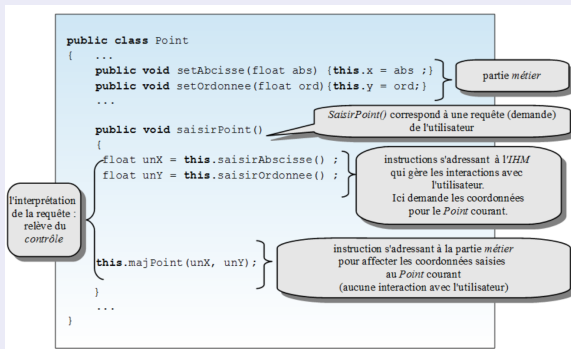 public class Point
{ ...
public void setAbcisse(float abs) {this.x = abs ;}
public void setOrdonnee(float ord){this.y = ord;}
...
partie métier
SaisirPoint() correspond à une requête (demande)
de l'utilisateur
public void saisirPoint()
{
float unX = this.saisirAbscisse() ;
float unY = this.saisirOrdonnee() ;
instructions s'adressant à l'IHM
qui gère les interactions avec
l'utilisateur.
Ici demande les coordonnées
pour le Point courant.
l'interprétation
de la requête :
relève du
contrôle
this.majPoint(unX, unY);
instruction s'adressant à la partie métier
pour affecter les coordonnées saisies
au Point courant
(aucune interaction avec l'utilisateur)
}
...
}